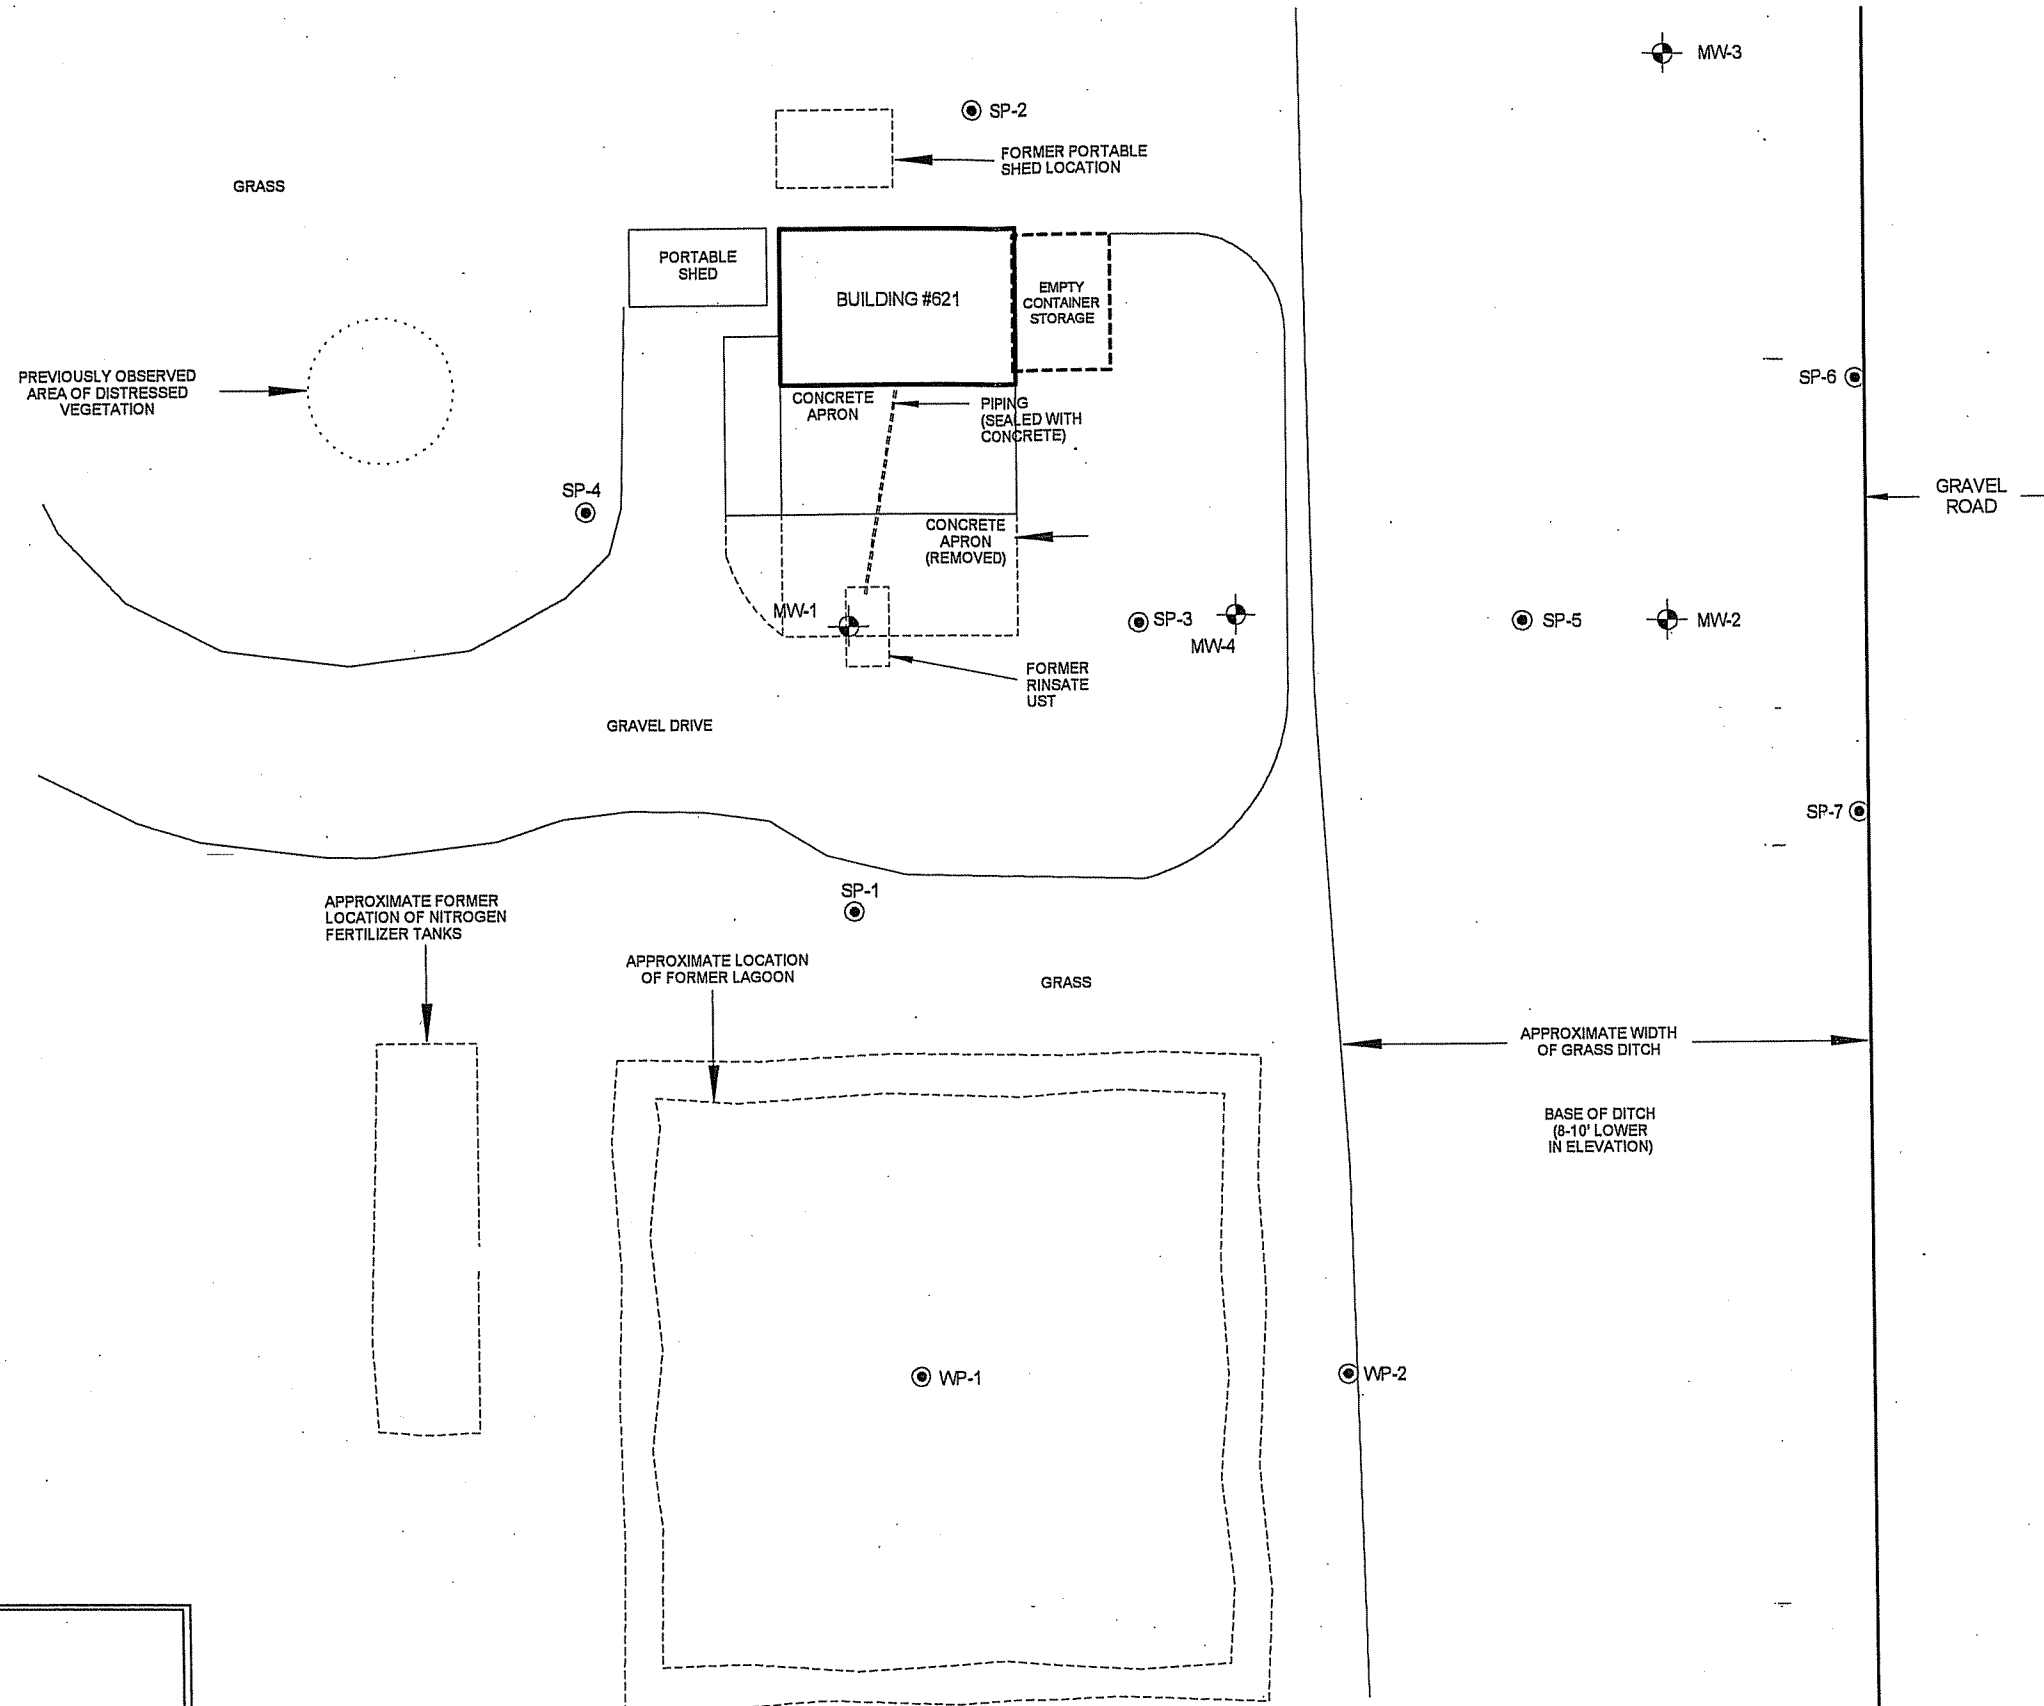 MW-3
SP-2
FORMER PORTABLE
SHED LOCATION
GRASS
PORTABLE
SHED
BUILDING #621
EMPTY
CONTAINER
STORAGE
PREVIOUSLY OBSERVED
AREA OF DISTRESSED
VEGETATION
SP-6
CONCRETE
APRON
PIPING
(SEALED WITH
CONCRETE)
SP-4
GRAVEL
ROAD
CONCRETE
APRON
(REMOVED)
MW-1
SP-3
MW-4
SP-5
MW-2
FORMER
RINSATE
UST
GRAVEL DRIVE
SP-7
SP-1
APPROXIMATE FORMER
LOCATION OF NITROGEN
FERTILIZER TANKS
APPROXIMATE LOCATION
OF FORMER LAGOON
GRASS
APPROXIMATE WIDTH
OF GRASS DITCH
BASE OF DITCH
(8-10' LOWER
IN ELEVATION)
WP-1
WP-2